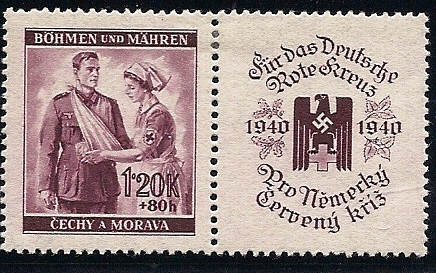 BÖHMEN UND MÄHREN
1·20K
+80h
ČECHY A MORAVA
Für das Deutsche
Rote Kreuz
1940 1940
Pro Německý
Červený kříž